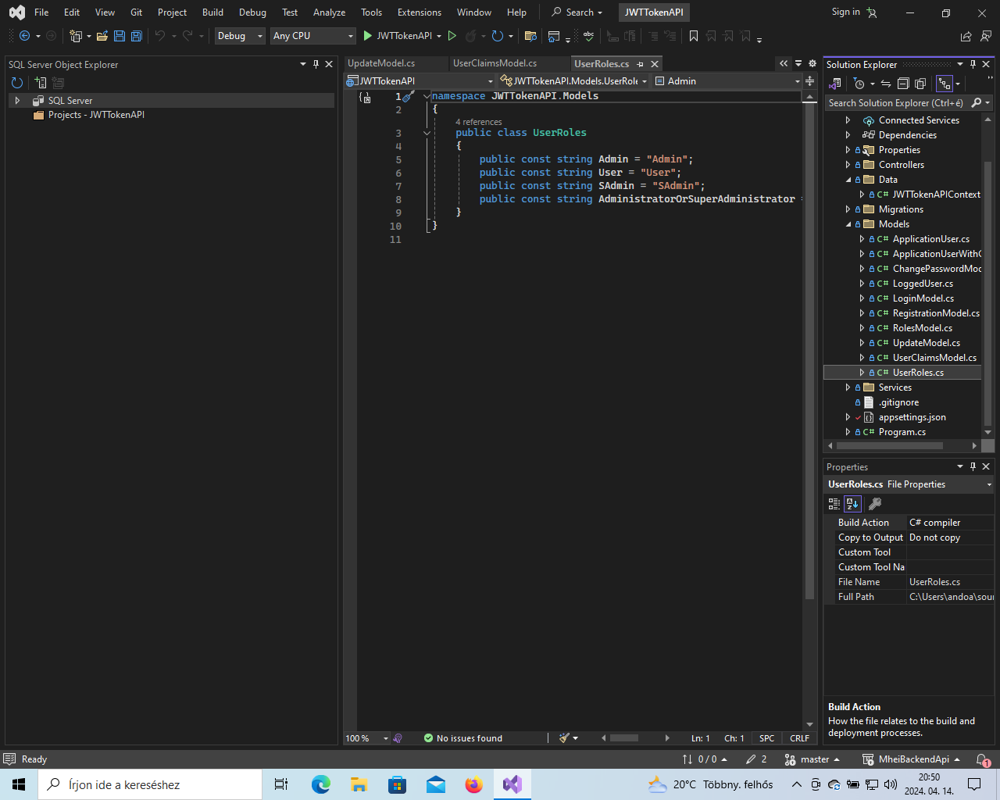 File Edit View Git Project Build Debug Test Analyze Tools Extensions Window Help Search JWTTokenAPI Sign in
Debug Any CPU JWTTokenAPI
SQL Server Object Explorer
SQL Server
Projects - JWTTokenAPI
UpdateModel.cs UserClaimsModel.cs UserRoles.cs
JWTTokenAPI JWTTokenAPI.Models.UserRole Admin
1 namespace JWTTokenAPI.Models
2 {
4 references
3 public class UserRoles
4 {
5 public const string Admin = "Admin";
6 public const string User = "User";
7 public const string SAdmin = "SAdmin";
8 public const string AdministratorOrSuperAdministrator =
9 }
10 }
11
100 % No issues found Ln: 1 Ch: 1 SPC CRLF
Solution Explorer
Search Solution Explorer (Ctrl+é)
Connected Services
Dependencies
Properties
Controllers
Data
C# JWTTokenAPIContext
Migrations
Models
C# ApplicationUser.cs
C# ApplicationUserWithC
C# ChangePasswordMod
C# LoggedUser.cs
C# LoginModel.cs
C# RegistrationModel.cs
C# RolesModel.cs
C# UpdateModel.cs
C# UserClaimsModel.cs
C# UserRoles.cs
Services
.gitignore
appsettings.json
C# Program.cs
Properties
UserRoles.cs File Properties
Build Action C# compiler
Copy to Output Do not copy
Custom Tool
Custom Tool Na
File Name UserRoles.cs
Full Path C:\Users\andoa\sour
Build Action
How the file relates to the build and
deployment processes.
Ready 0 / 0 2 master MheiBackendApi 1
Írjon ide a kereséshez 20°C Többny. felhős 20:50
2024. 04. 14.